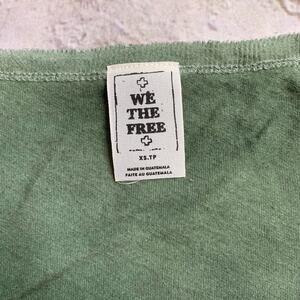 WE
THE
FREE
XS.TP
MADE IN GUATEMALA
FAITE AU GUATEMALA